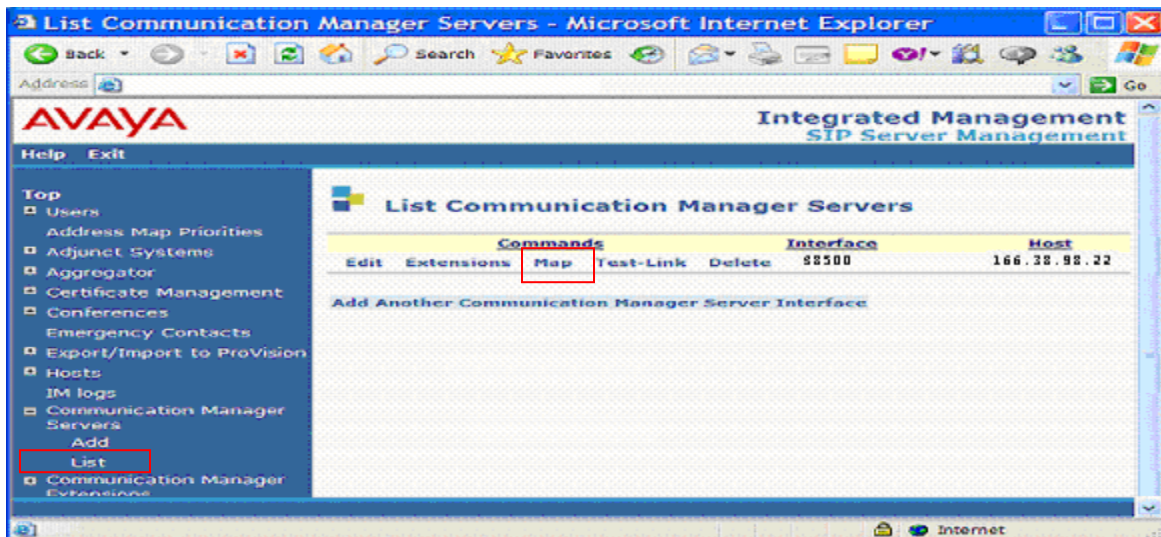 List Communication Manager Servers - Microsoft Internet Explorer
Back Search Favorites
Address Go
AVAYA
Integrated Management
SIP Server Management
Help Exit
Top
Users
Address Map Priorities
Adjunct Systems
Aggregator
Certificate Management
Conferences
Emergency Contacts
Export/Import to ProVision
Hosts
IM logs
Communication Manager
Servers
Add
List
Communication Manager
Extensions
List Communication Manager Servers
Commands Interface Host
Edit Extensions Map Test-Link Delete S8500 166.38.98.22
Add Another Communication Manager Server Interface
Internet